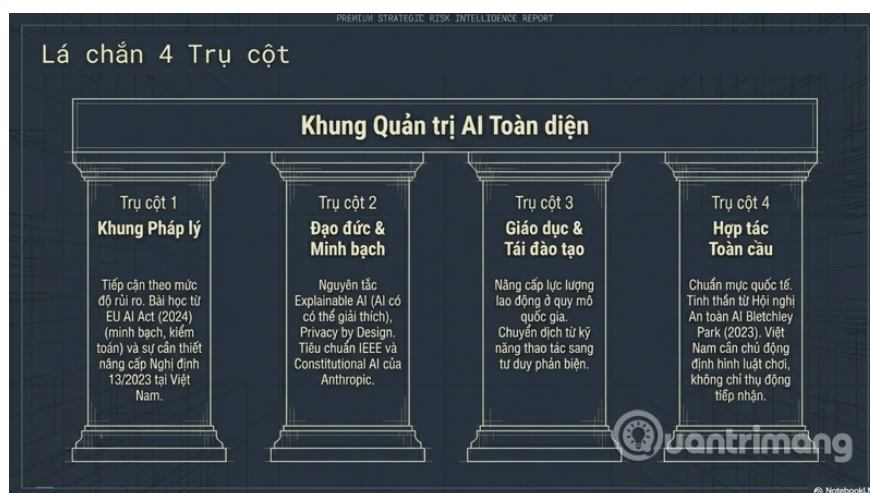 PREMIUM STRATEGIC RISK INTELLIDENCE REPORT
Lá chắn 4 Trụ cột
Khung Quản trị AI Toàn diện
Trụ cột 1
Khung Pháp lý
Tiếp cận theo mức
độ rủi ro. Bài học từ
EU AI Act (2024)
(minh bạch, kiểm
toán) và sự cần thiết
nâng cấp Nghị định
13/2023 tại Việt
Nam.
Trụ cột 2
Đạo đức &
Minh bạch
Nguyên tắc
Explainable AI (AI có
có thể giải thích),
Privacy by Design.
Tiêu chuẩn IEEE và
Constitutional AI của
Anthropic.
Trụ cột 3
Giáo dục &
Tái đào tạo
Nâng cấp lực lượng
lao động ở quy mô
quốc gia.
Chuyển dịch từ kỹ
năng thao tác sang
tư duy phản biện.
Trụ cột 4
Hợp tác
Toàn cầu
Chuẩn mực quốc tế.
Tinh thần từ Hội nghị
An toàn AI Bletchley
Park (2023). Việt
Nam cần chủ động
định hình luật chơi,
không chỉ thụ động
tiếp nhận.
Quantrimang
NotebookLM